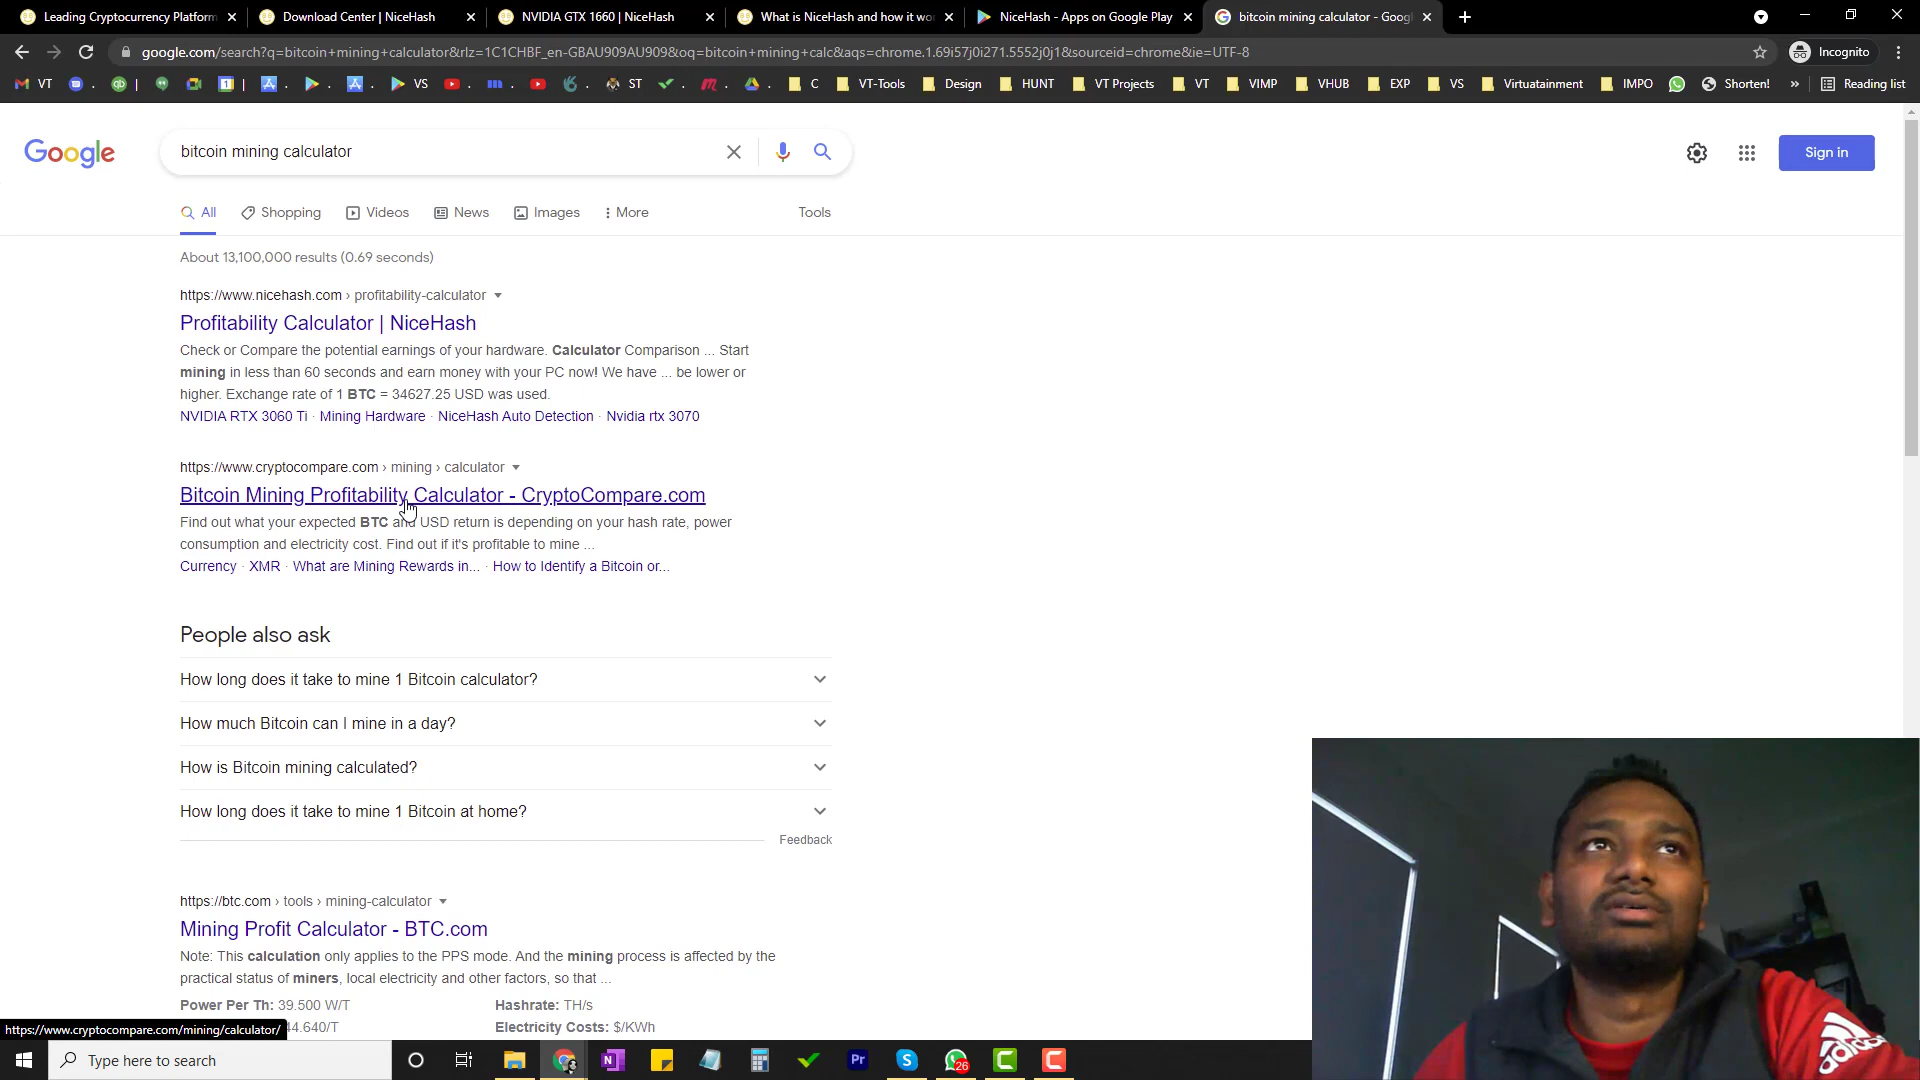 Leading Cryptocurrency Platform
Download Center | NiceHash
NVIDIA GTX 1660 | NiceHash
What is NiceHash and how it wo
NiceHash - Apps on Google Play
bitcoin mining calculator - Goog
google.com/search?q=bitcoin+mining+calculator&rlz=1C1CHBF_en-GBAU909AU909&oq=bitcoin+mining+calc&aqs=chrome.1.69i57j0i271.5552j0j1&sourceid=chrome&ie=UTF-8
Incognito
VT
VS
ST
C
VT-Tools
Design
HUNT
VT Projects
VT
VIMP
VHUB
EXP
VS
Virtuatainment
IMPO
Shorten!
»
Reading list
Google
bitcoin mining calculator
Sign in
All
Shopping
Videos
News
Images
More
Tools
About 13,100,000 results (0.69 seconds)
https://www.nicehash.com › profitability-calculator
Profitability Calculator | NiceHash
Check or Compare the potential earnings of your hardware. Calculator Comparison ... Start
mining in less than 60 seconds and earn money with your PC now! We have ... be lower or
higher. Exchange rate of 1 BTC = 34627.25 USD was used.
NVIDIA RTX 3060 Ti · Mining Hardware · NiceHash Auto Detection · Nvidia rtx 3070
https://www.cryptocompare.com › mining › calculator
Bitcoin Mining Profitability Calculator - CryptoCompare.com
Find out what your expected BTC and USD return is depending on your hash rate, power
consumption and electricity cost. Find out if it's profitable to mine ...
Currency · XMR · What are Mining Rewards in... · How to Identify a Bitcoin or...
People also ask
How long does it take to mine 1 Bitcoin calculator?
How much Bitcoin can I mine in a day?
How is Bitcoin mining calculated?
How long does it take to mine 1 Bitcoin at home?
Feedback
https://btc.com › tools › mining-calculator
Mining Profit Calculator - BTC.com
Note: This calculation only applies to the PPS mode. And the mining process is affected by the
practical status of miners, local electricity and other factors, so that ...
Power Per Th: 39.500 W/T
Hashrate: TH/s
44.640/T
Electricity Costs: $/KWh
https://www.cryptocompare.com/mining/calculator/
Type here to search
N
Pr
S
26
C
C
adidas